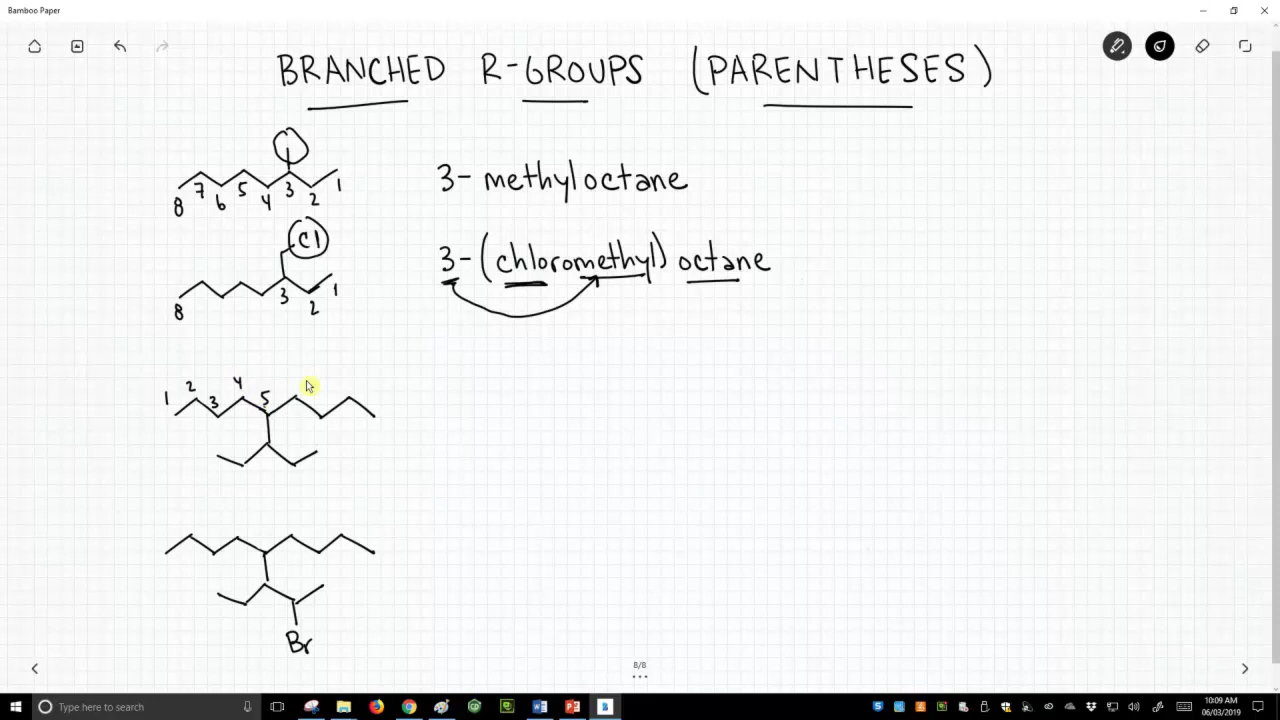 Bamboo Paper
BRANCHED R-GROUPS (PARENTHESES)
8 7 6 5 4 3 2 1
3-methyloctane
Cl
3-(chloromethyl) octane
8 3 2 1
1 2 3 4 5
Br
8/8
Type here to search
10:09 AM
06/03/2019